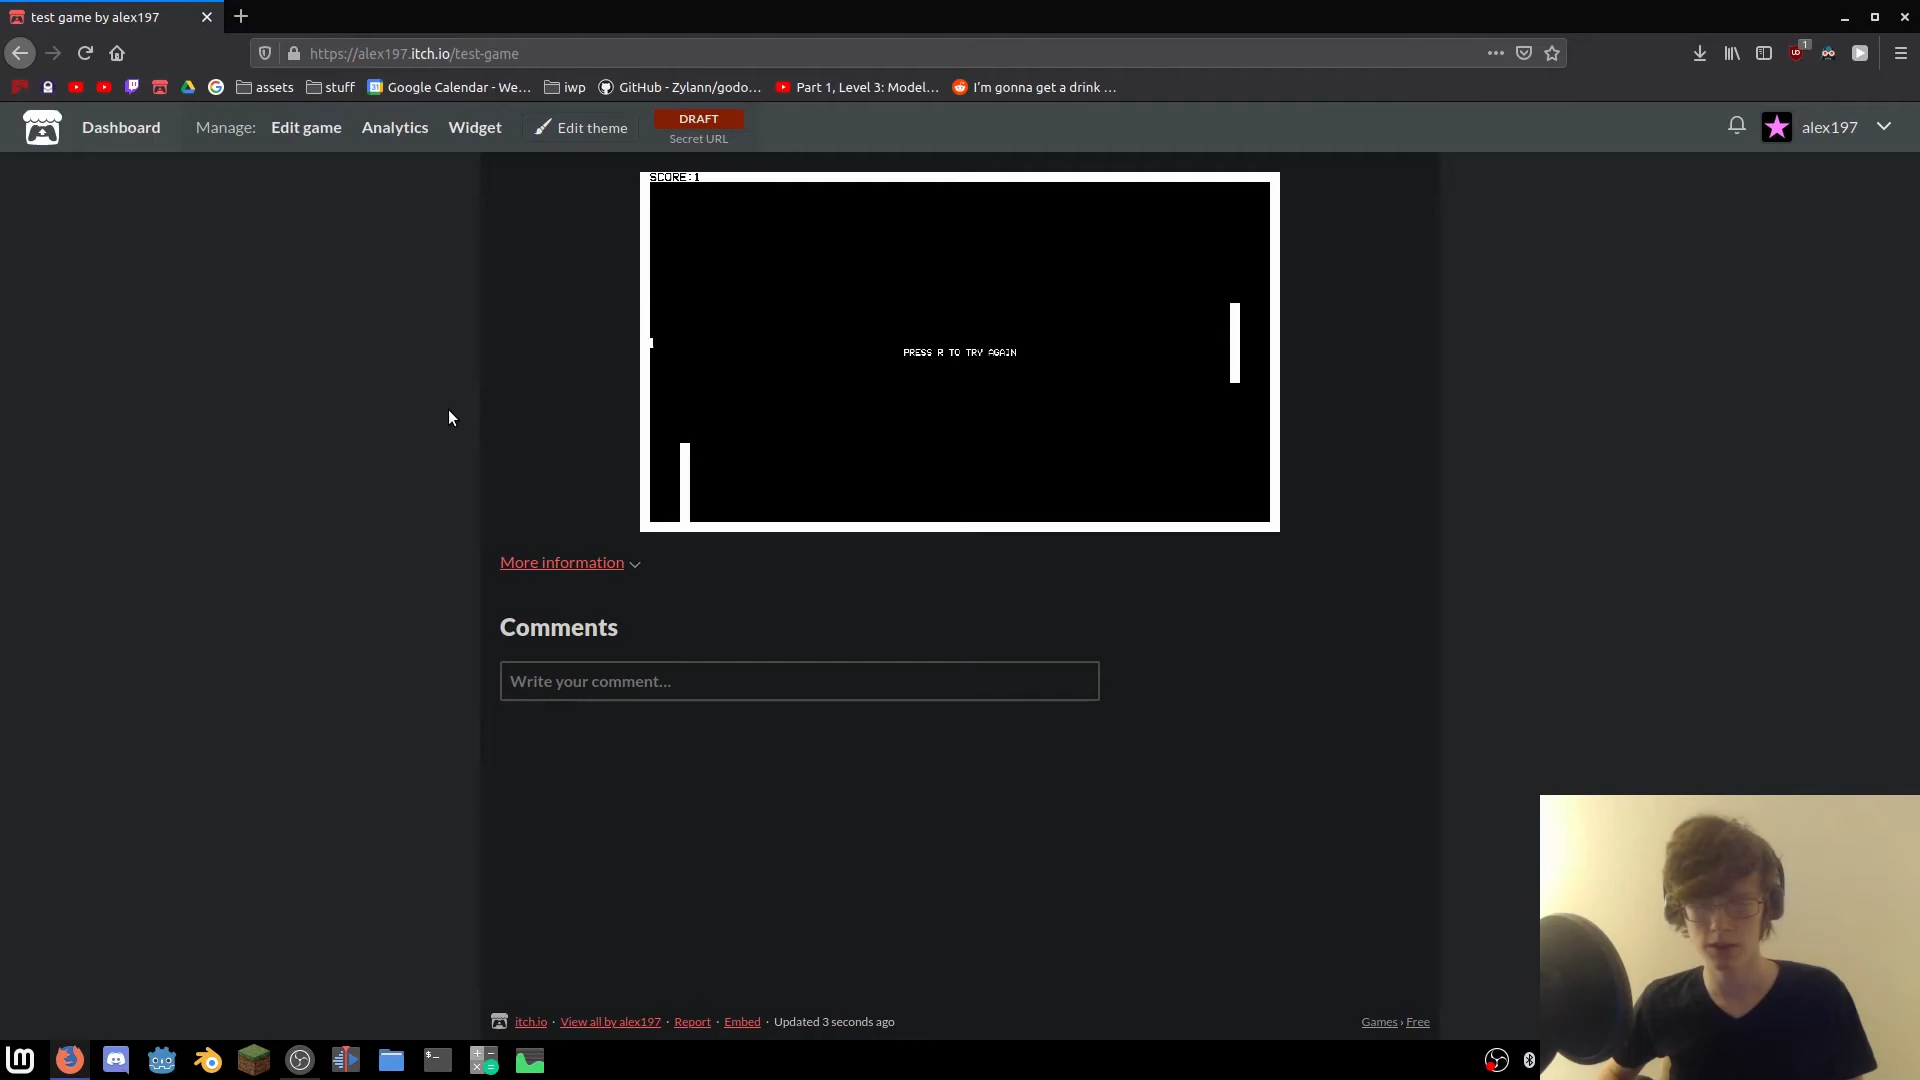 test game by alex197
https://alex197.itch.io/test-game
1
assets
stuff
31
Google Calendar - We...
iwp
GitHub - Zylann/godo...
Part 1, Level 3: Model...
I'm gonna get a drink ...
Dashboard
Manage:
Edit game
Analytics
Widget
Edit theme
DRAFT
Secret URL
alex197
SCORE:1
PRESS R TO TRY AGAIN
More information
Comments
Write your comment...
itch.io · View all by alex197 · Report · Embed · Updated 3 seconds ago
Games › Free